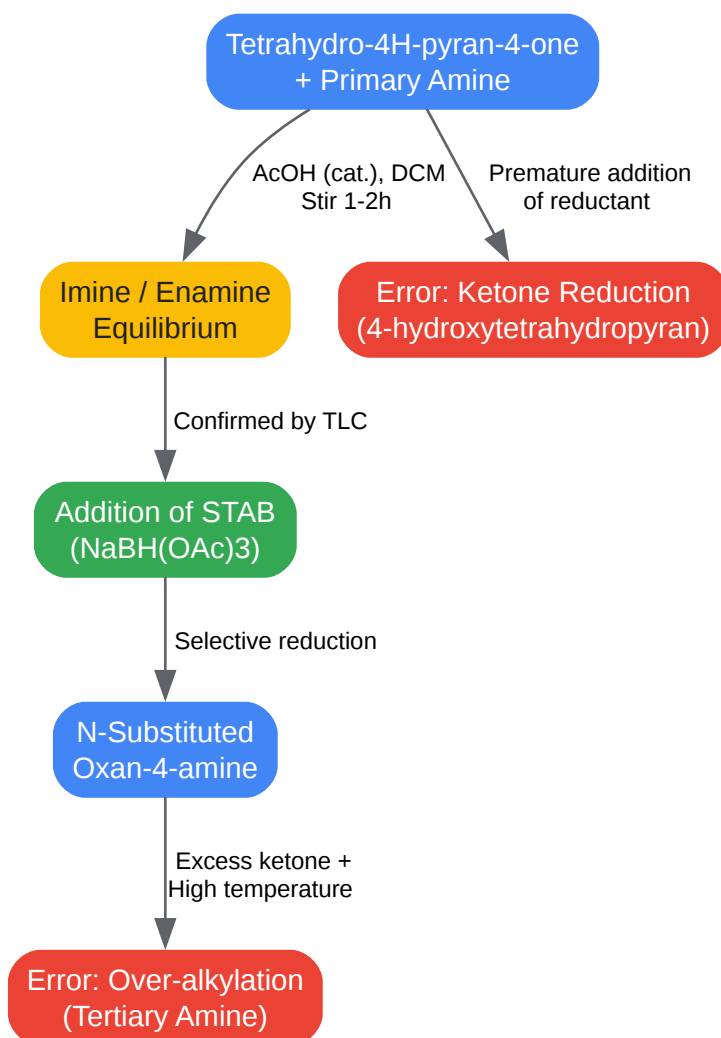 Tetrahydro-4H-pyran-4-one
+ Primary Amine
AcOH (cat.), DCM
Stir 1-2h
Premature addition
of reductant
Imine / Enamine
Equilibrium
Error: Ketone Reduction
(4-hydroxytetrahydropyran)
Confirmed by TLC
Addition of STAB
(NaBH(OAc)3)
Selective reduction
N-Substituted
Oxan-4-amine
Excess ketone +
High temperature
Error: Over-alkylation
(Tertiary Amine)